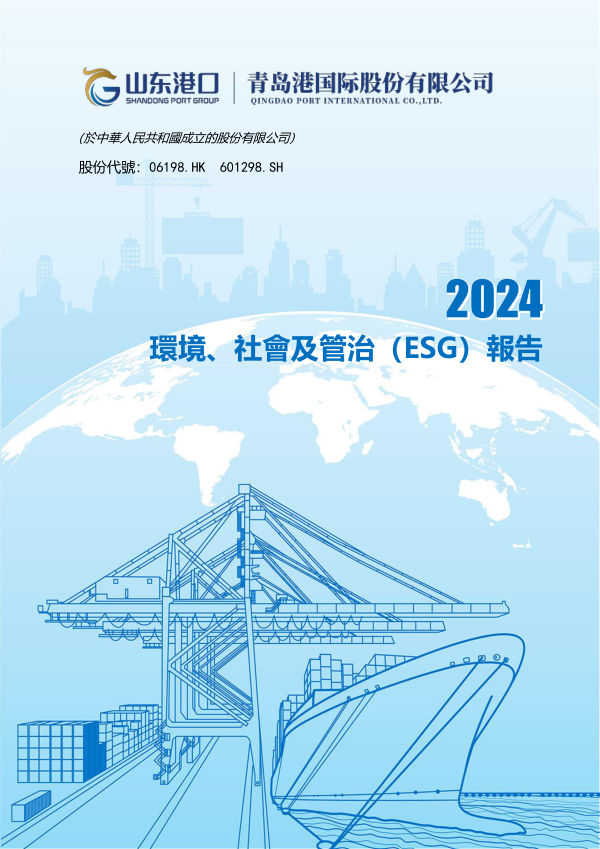 山东港口
SHANDONG PORT GROUP
青岛港国际股份有限公司
QINGDAO PORT INTERNATIONAL CO.,LTD.
(於中華人民共和國成立的股份有限公司)
股份代號: 06198.HK 601298.SH
2024
環境、社會及管治（ESG）報告